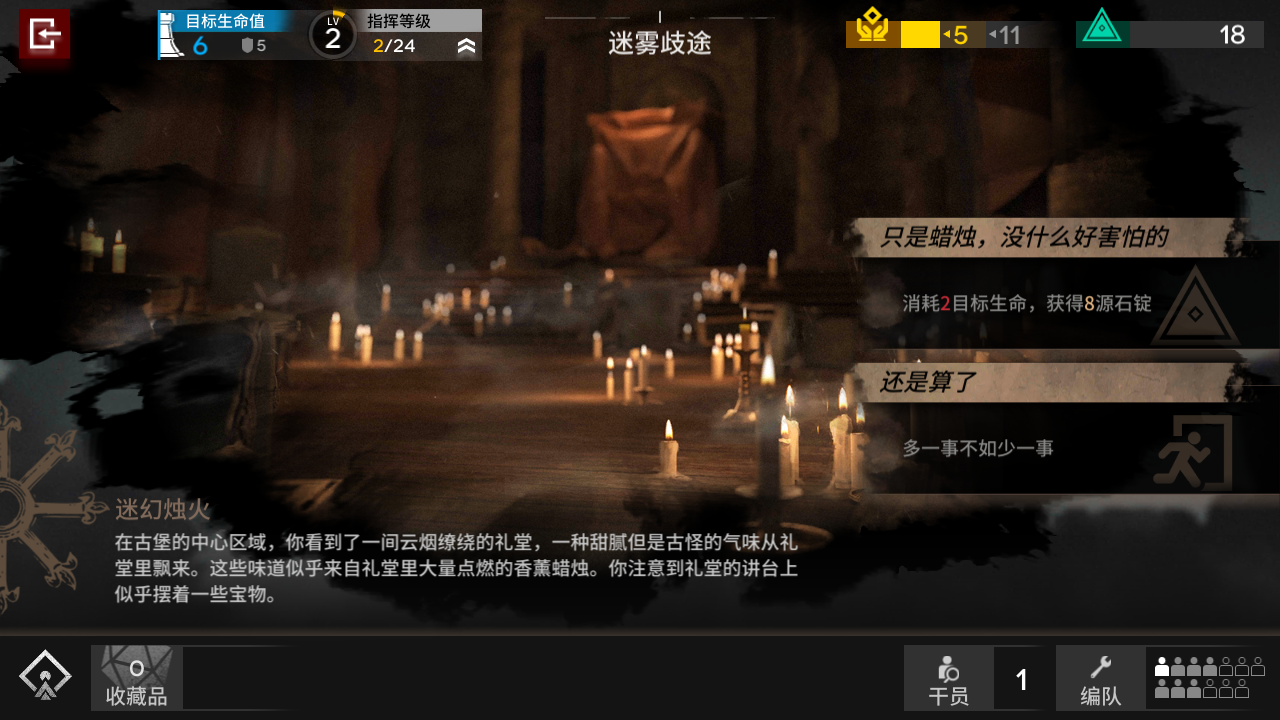 目标生命值
6
5
LV
2
指挥等级
2/24
迷雾歧途
5
11
18
只是蜡烛，没什么好害怕的
消耗2目标生命，获得8源石锭
还是算了
多一事不如少一事
迷幻烛火
在古堡的中心区域，你看到了一间云烟缭绕的礼堂，一种甜腻但是古怪的气味从礼
堂里飘来。这些味道似乎来自礼堂里大量点燃的香薰蜡烛。你注意到礼堂的讲台上
似乎摆着一些宝物。
0
收藏品
干员
1
编队